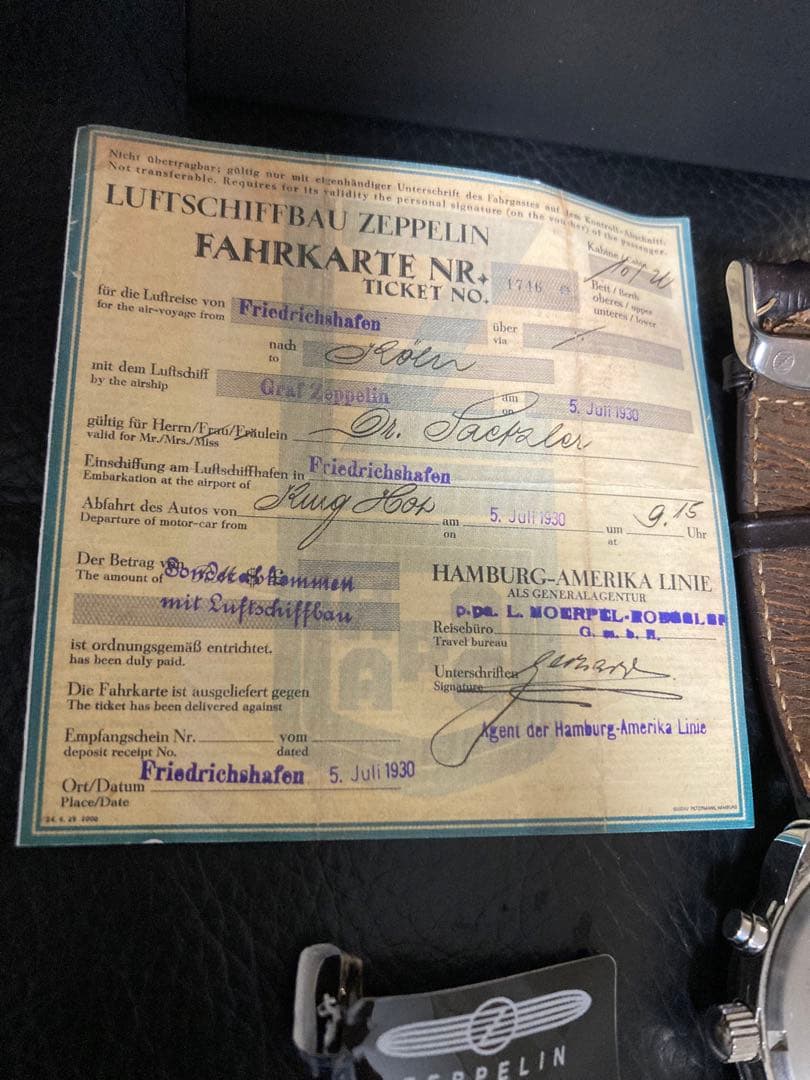 Nicht übertragbar; gültig nur mit eigenhändiger Unterschrift des Fahrgastes auf dem Kontroll-Abschnitt.
Not transferable. Requires for its validity the personal signature (on the voucher) of the passenger.
LUFTSCHIFFBAU ZEPPELIN
FAHRKARTE NR.
TICKET NO. 1746
Kabine
Bett / Berth
oberes / upper
unteres / lower
für die Luftreise von Friedrichshafen über
for the air-voyage from via
nach Köln
to
mit dem Luftschiff Graf Zeppelin am 5. Juli 1930
by the airship on
gültig für Herrn/Frau/Fräulein Dr.
valid for Mr./Mrs./Miss
Einschiffung am Luftschiffhafen in Friedrichshafen
Embarkation at the airport of
Abfahrt des Autos von am 5. Juli 1930 um 9.15 Uhr
Departure of motor-car from on at
Der Betrag Sonderabkommen
The amount of
mit Luftschiffbau
ist ordnungsgemäß entrichtet.
has been duly paid.
Die Fahrkarte ist ausgeliefert gegen
The ticket has been delivered against
Empfangschein Nr. vom
deposit receipt No. dated
Ort/Datum Friedrichshafen 5. Juli 1930
Place/Date
HAMBURG-AMERIKA LINIE
ALS GENERALAGENTUR
Reisebüro G. m. b. H.
Travel bureau
Unterschriften
Signature
Agent der Hamburg-Amerika Linie
HAPAG
ZEPPELIN